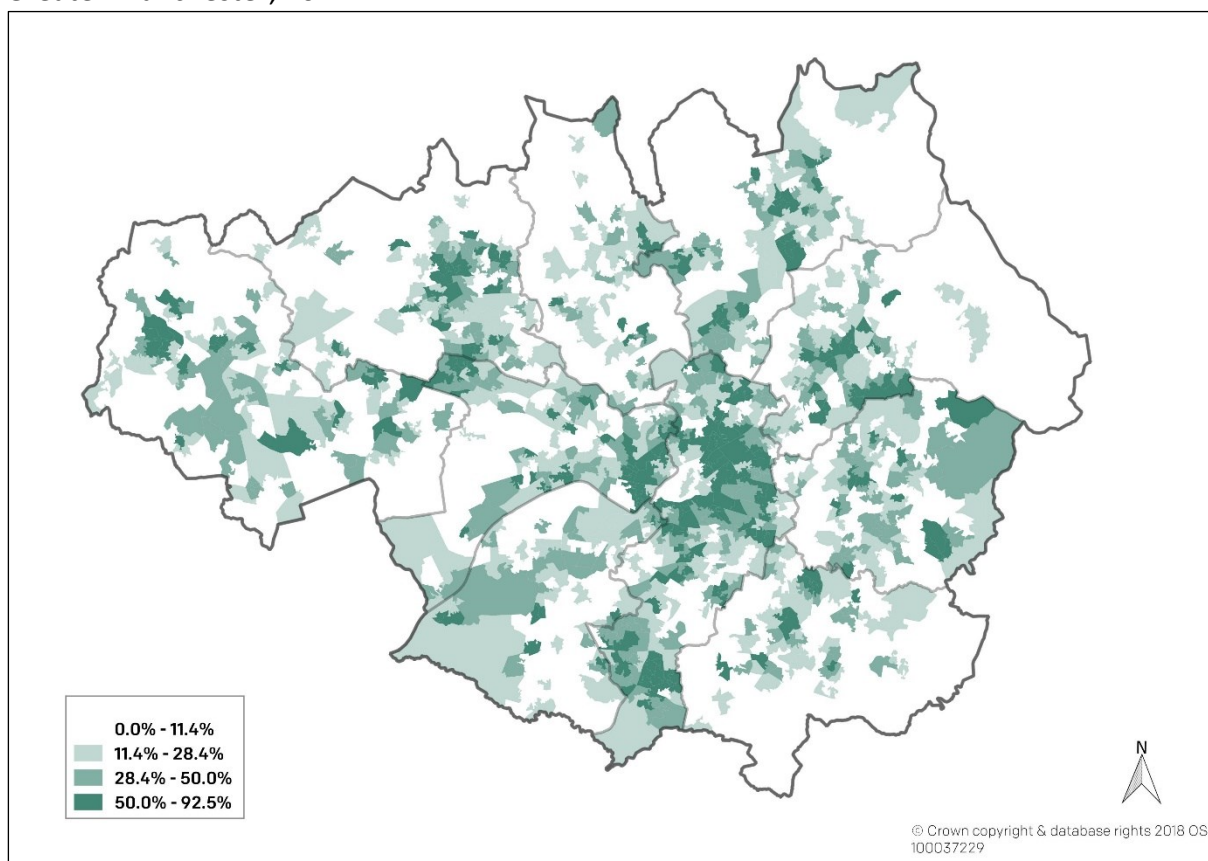 0.0% - 11.4%
11.4% - 28.4%
28.4% - 50.0%
50.0% - 92.5%
N
© Crown copyright & database rights 2018 OS
100037229